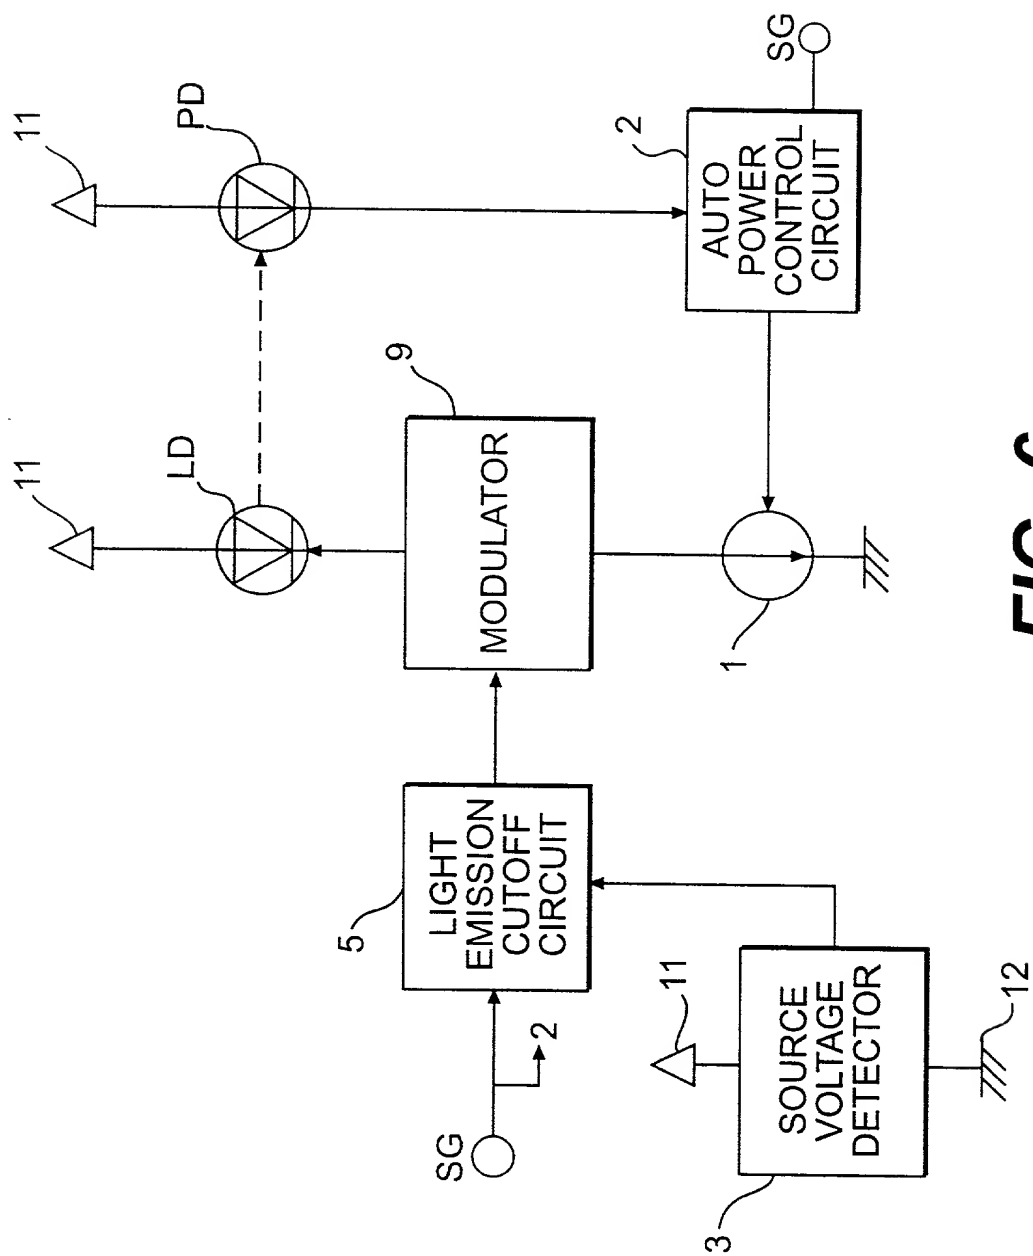 11
11
LD
PD
5
9
SG
LIGHT
EMISSION
CUTOFF
CIRCUIT
MODULATOR
2
2
11
AUTO
POWER
CONTROL
CIRCUIT
SG
3
SOURCE
VOLTAGE
DETECTOR
1
12
FIG.